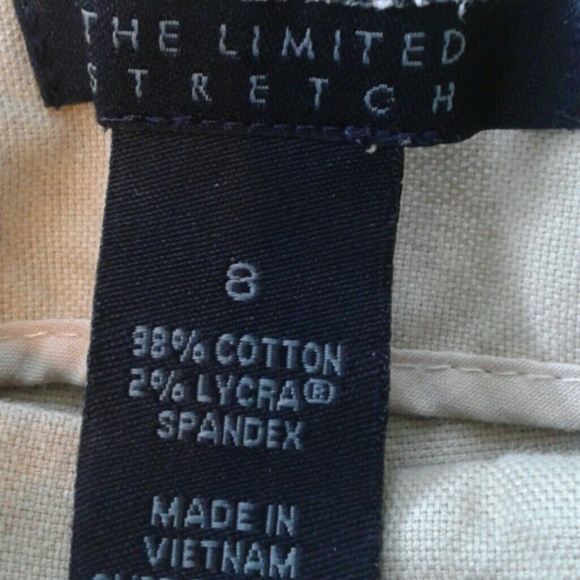 THE LIMITED
STRETCH
8
98% COTTON
2% LYCRA®
SPANDEX
MADE IN
VIETNAM